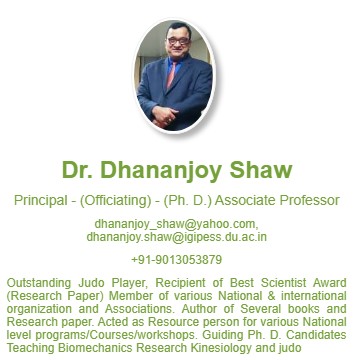 Dr. Dhananjoy Shaw
Principal - (Officiating) - (Ph. D.) Associate Professor
dhananjoy_shaw@yahoo.com,
dhananjoy.shaw@igipess.du.ac.in
+91-9013053879
Outstanding Judo Player, Recipient of Best Scientist Award
(Research Paper) Member of various National & international
organization and Associations. Author of Several books and
Research paper. Acted as Resource person for various National
level programs/Courses/workshops. Guiding Ph. D. Candidates
Teaching Biomechanics Research Kinesiology and judo